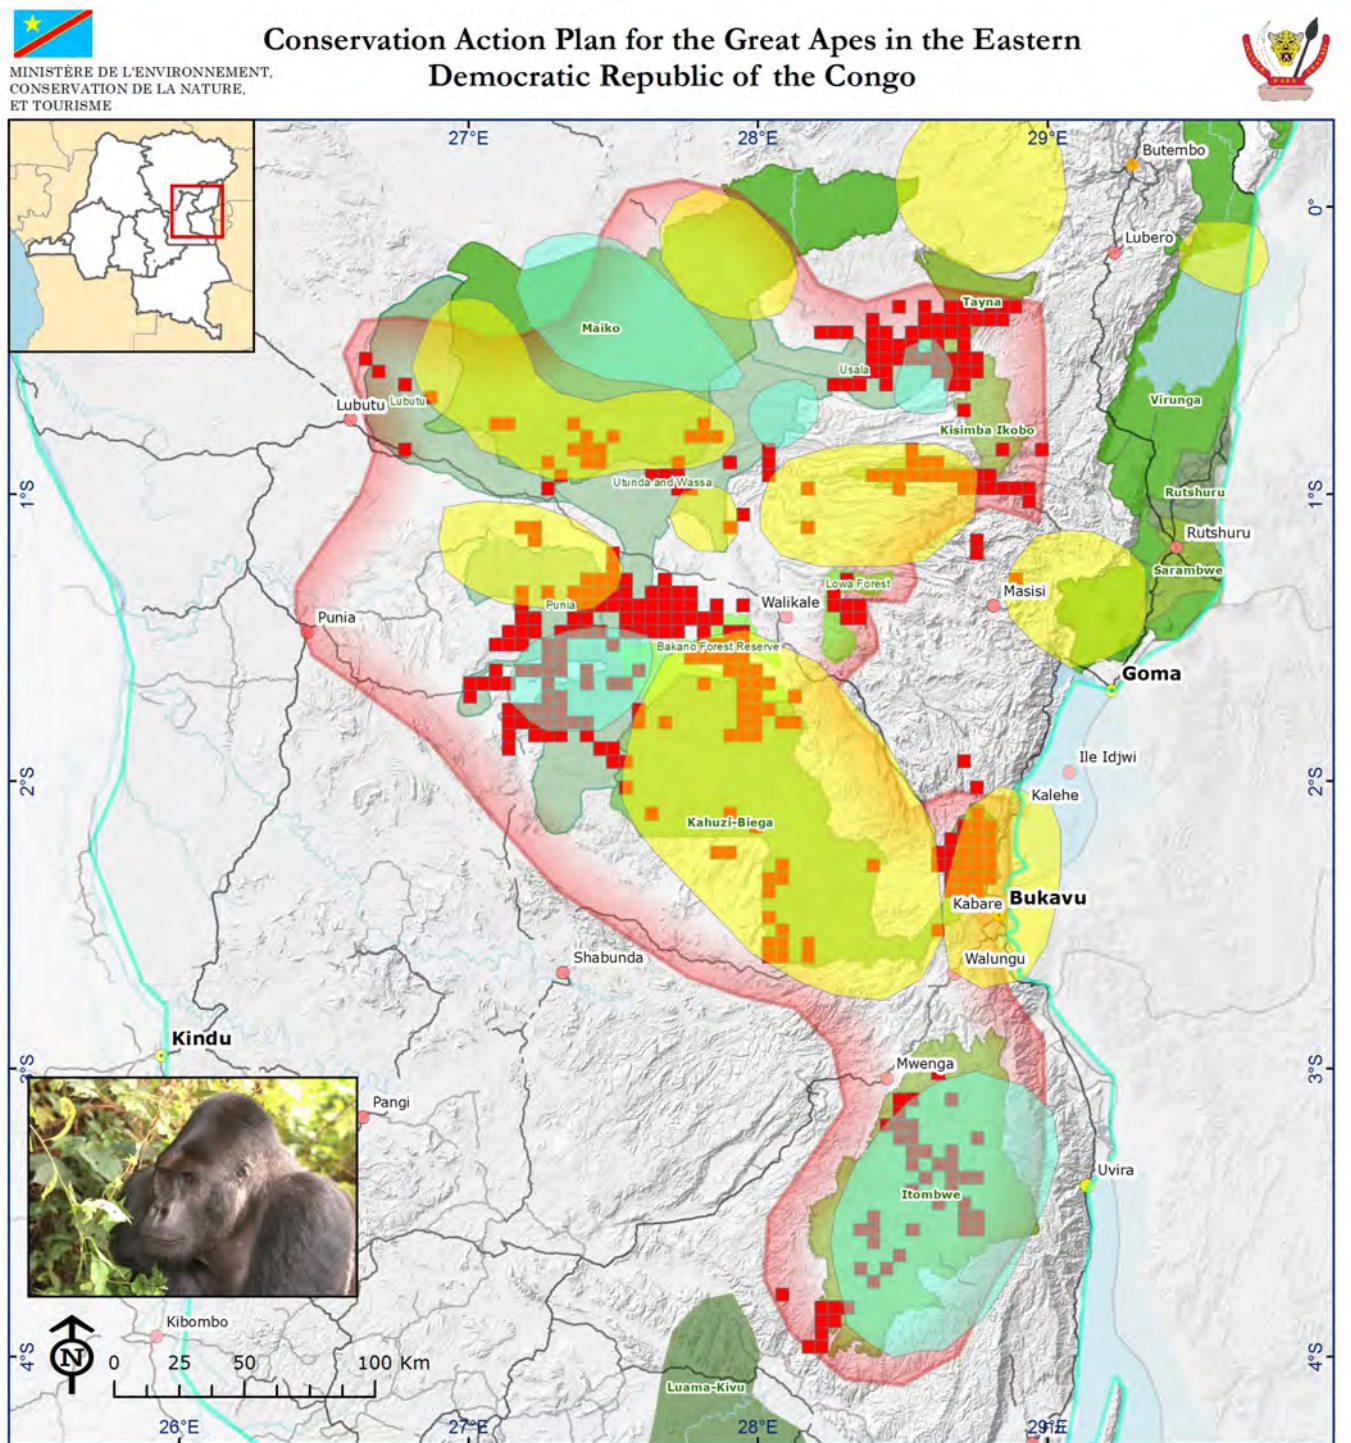 Conservation Action Plan for the Great Apes in the Eastern
Democratic Republic of the Congo
MINISTÈRE DE L'ENVIRONNEMENT,
CONSERVATION DE LA NATURE,
ET TOURISME
27°E
28°E
29°E
Butembo
0°
Lubero
Tayna
Maiko
Usala
Virunga
Lubutu
Lubutu
Kisimba Ikobo
Utunda and Wassa
1°S
1°S
Rutshuru
Rutshuru
Sarambwe
Lowa Forest
Masisi
Punia
Walikale
Punia
Bakano Forest Reserve
Goma
Ile Idjwi
2°S
2°S
Kalehe
Kahuzi-Biega
Kabare
Bukavu
Walungu
Shabunda
Kindu
Mwenga
3°S
3°S
Pangi
Uvira
Itombwe
Kibombo
N
0 25 50 100 Km
4°S
4°S
Luama-Kivu
26°E
27°E
28°E
29°E